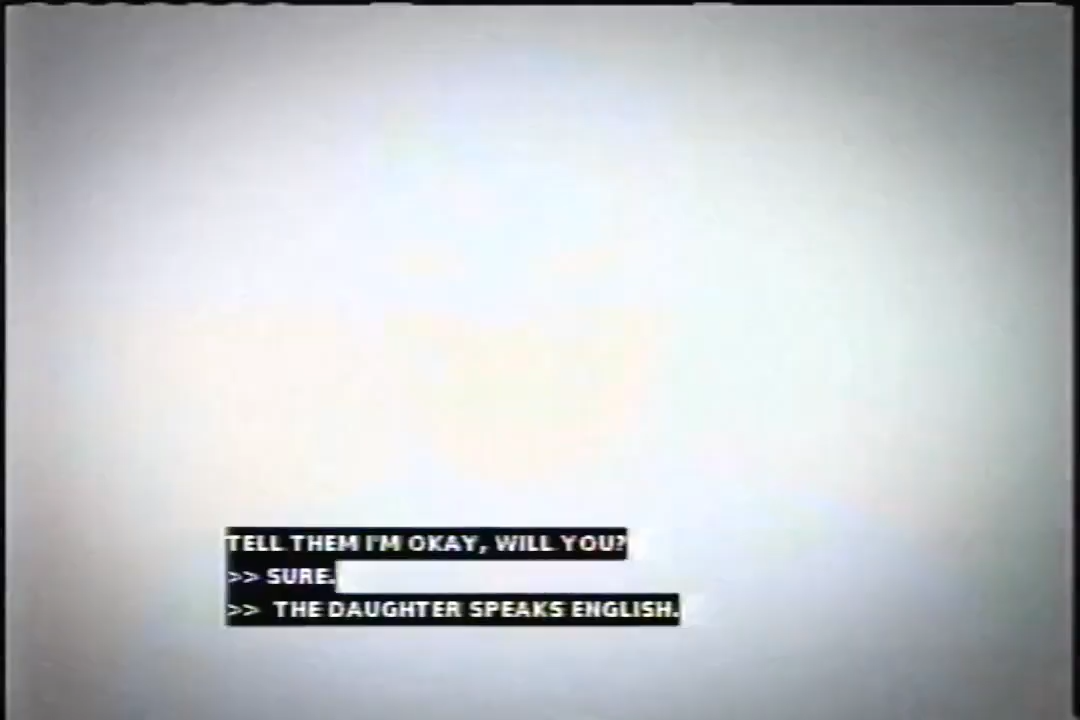 TELL THEM I'M OKAY, WILL YOU?
>> SURE.
>> THE DAUGHTER SPEAKS ENGLISH.